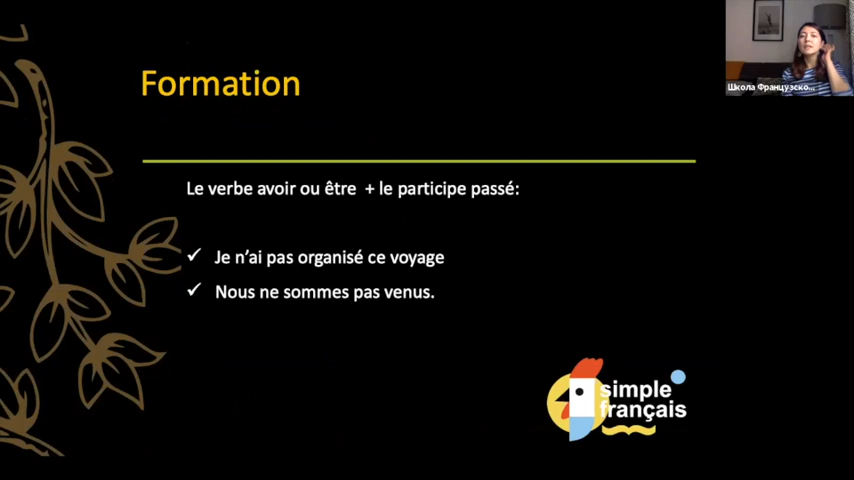 Школа Французско...
Formation
Le verbe avoir ou être + le participe passé:
✓ Je n'ai pas organisé ce voyage
✓ Nous ne sommes pas venus.
simple
français